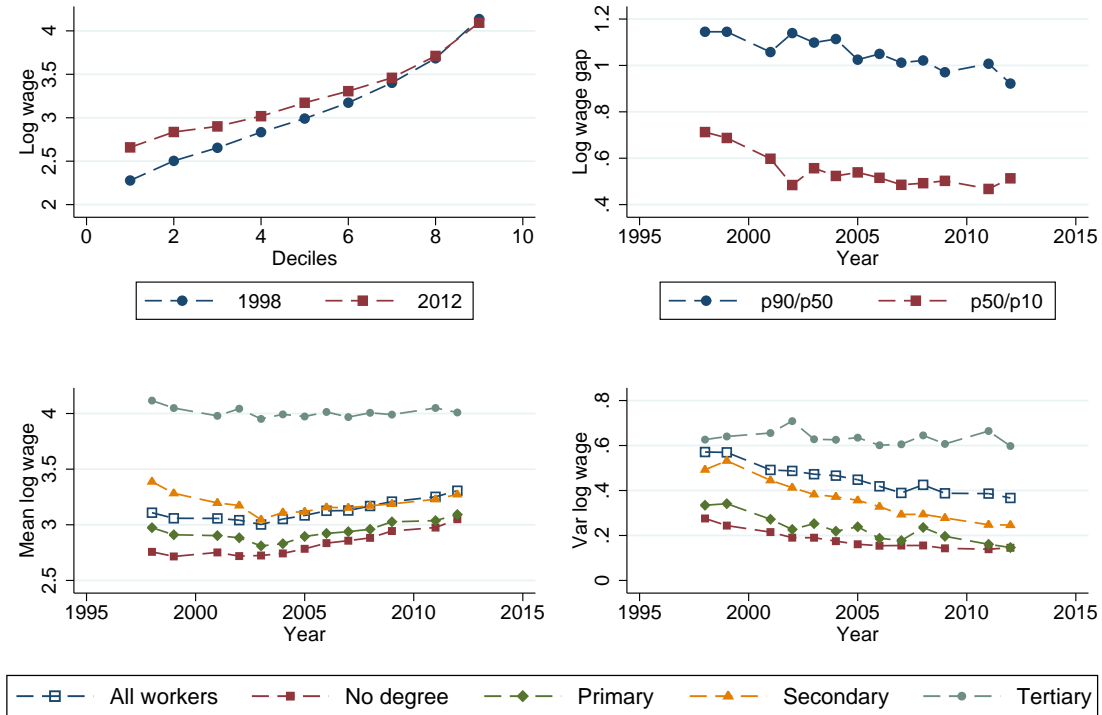 Log wage
4
3.5
3
2.5
2
0 2 4 6 8 10
Deciles
1998 2012
Log wage gap
1.2
1
.8
.6
.4
1995 2000 2005 2010 2015
Year
p90/p50 p50/p10
Mean log wage
4
3.5
3
2.5
1995 2000 2005 2010 2015
Year
Var log wage
.8
.6
.4
.2
0
1995 2000 2005 2010 2015
Year
All workers No degree Primary Secondary Tertiary